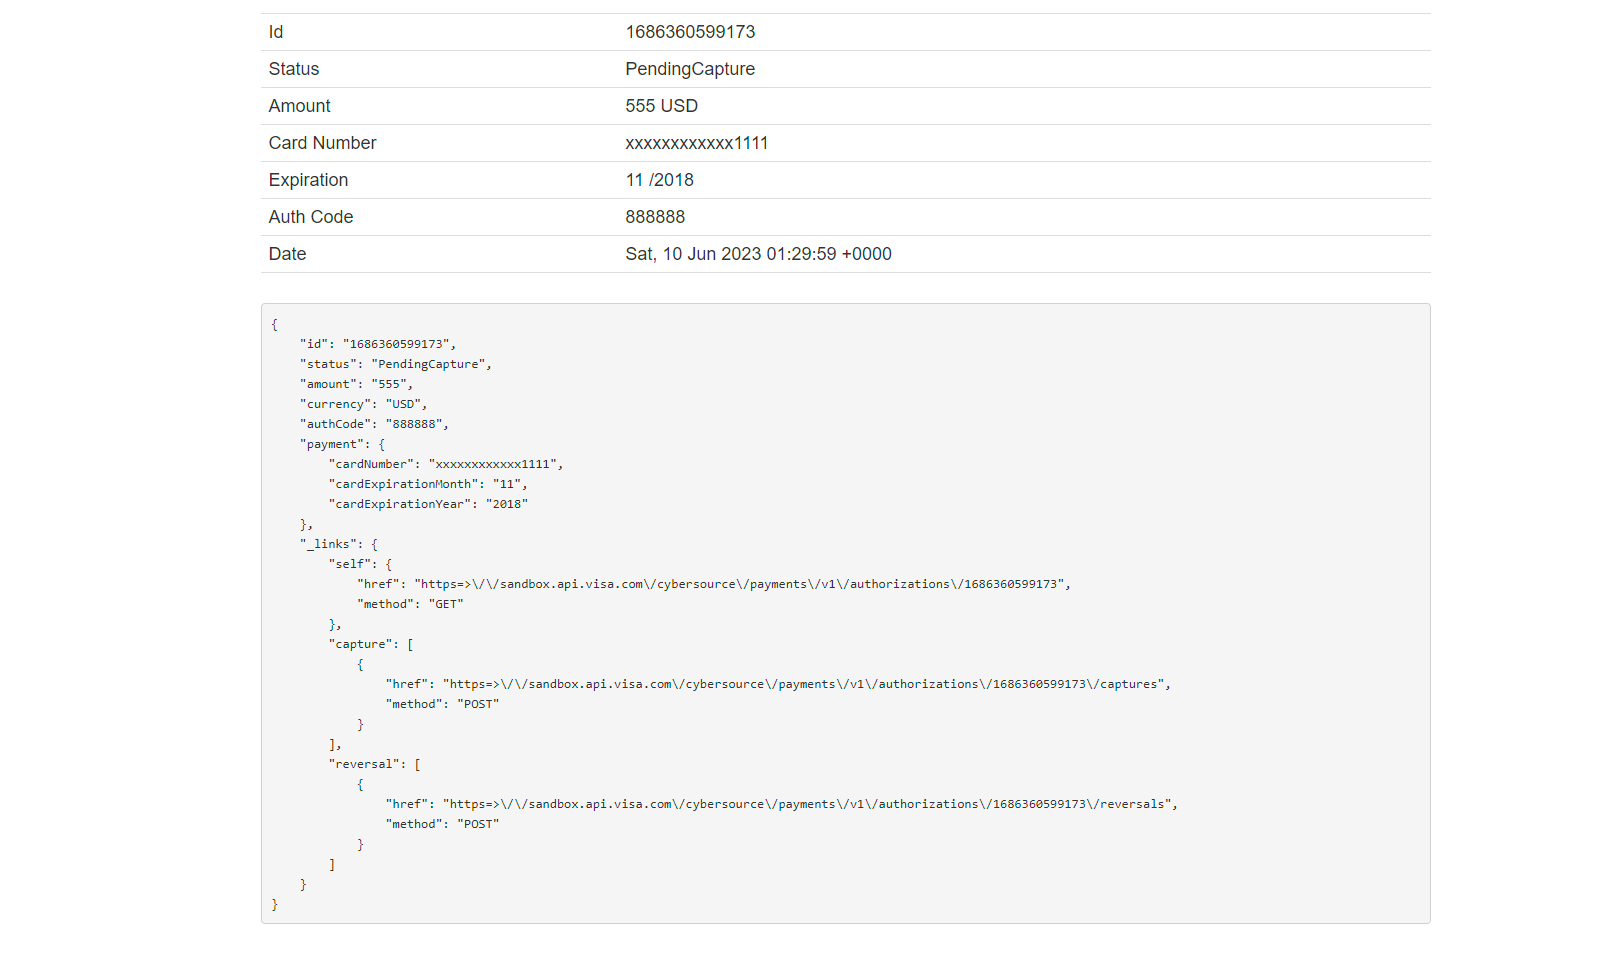 Id 1686360599173
Status PendingCapture
Amount 555 USD
Card Number xxxxxxxxxxxx1111
Expiration 11 /2018
Auth Code 888888
Date Sat, 10 Jun 2023 01:29:59 +0000
{
    "id": "1686360599173",
    "status": "PendingCapture",
    "amount": "555",
    "currency": "USD",
    "authCode": "888888",
    "payment": {
        "cardNumber": "xxxxxxxxxxxx1111",
        "cardExpirationMonth": "11",
        "cardExpirationYear": "2018"
    },
    "_links": {
        "self": {
            "href": "https=>\/\/sandbox.api.visa.com\/cybersource\/payments\/v1\/authorizations\/1686360599173",
            "method": "GET"
        },
        "capture": [
            {
                "href": "https=>\/\/sandbox.api.visa.com\/cybersource\/payments\/v1\/authorizations\/1686360599173\/captures",
                "method": "POST"
            }
        ],
        "reversal": [
            {
                "href": "https=>\/\/sandbox.api.visa.com\/cybersource\/payments\/v1\/authorizations\/1686360599173\/reversals",
                "method": "POST"
            }
        ]
    }
}